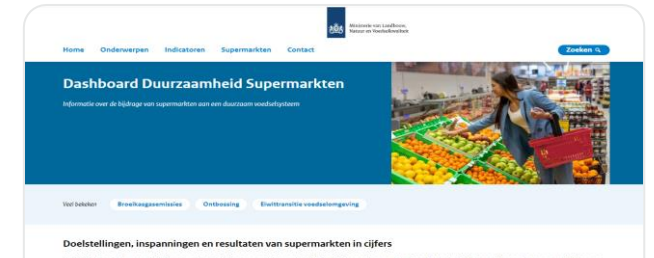 Ministerie van Landbouw,
Natuur en Voedselkwaliteit
Home Onderwerpen Indicatoren Supermarkten Contact
Zoeken
Dashboard Duurzaamheid Supermarkten
Informatie over de bijdrage van supermarkten aan een duurzaam voedselsysteem
Veel bekeken Broeikasgasemissies Ontbossing Eiwittransitie voedselomgeving
Doelstellingen, inspanningen en resultaten van supermarkten in cijfers